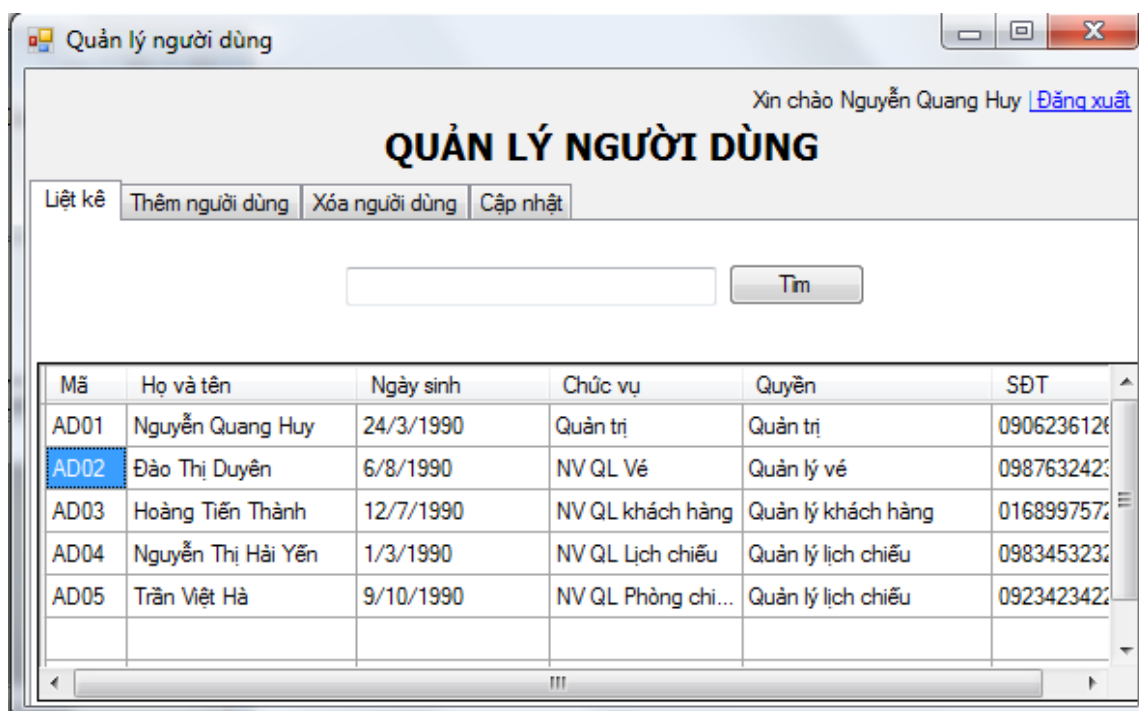 Quản lý người dùng
Xin chào Nguyễn Quang Huy | Đăng xuất
QUẢN LÝ NGƯỜI DÙNG
Liệt kê Thêm người dùng Xóa người dùng Cập nhật
Tìm
Mã Họ và tên Ngày sinh Chức vụ Quyền SĐT
AD01 Nguyễn Quang Huy 24/3/1990 Quản trị Quản trị 0906236126
AD02 Đào Thị Duyên 6/8/1990 NV QL Vé Quản lý vé 098763242
AD03 Hoàng Tiến Thành 12/7/1990 NV QL khách hàng Quản lý khách hàng 016899757
AD04 Nguyễn Thị Hải Yến 1/3/1990 NV QL Lịch chiếu Quản lý lịch chiếu 098345323
AD05 Trần Việt Hà 9/10/1990 NV QL Phòng chi... Quản lý lịch chiếu 092342342